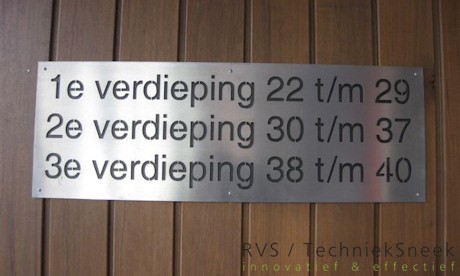 1e verdieping 22 t/m 29
2e verdieping 30 t/m 37
3e verdieping 38 t/m 40
RVS / TechniekSneek
innovatief & effectief